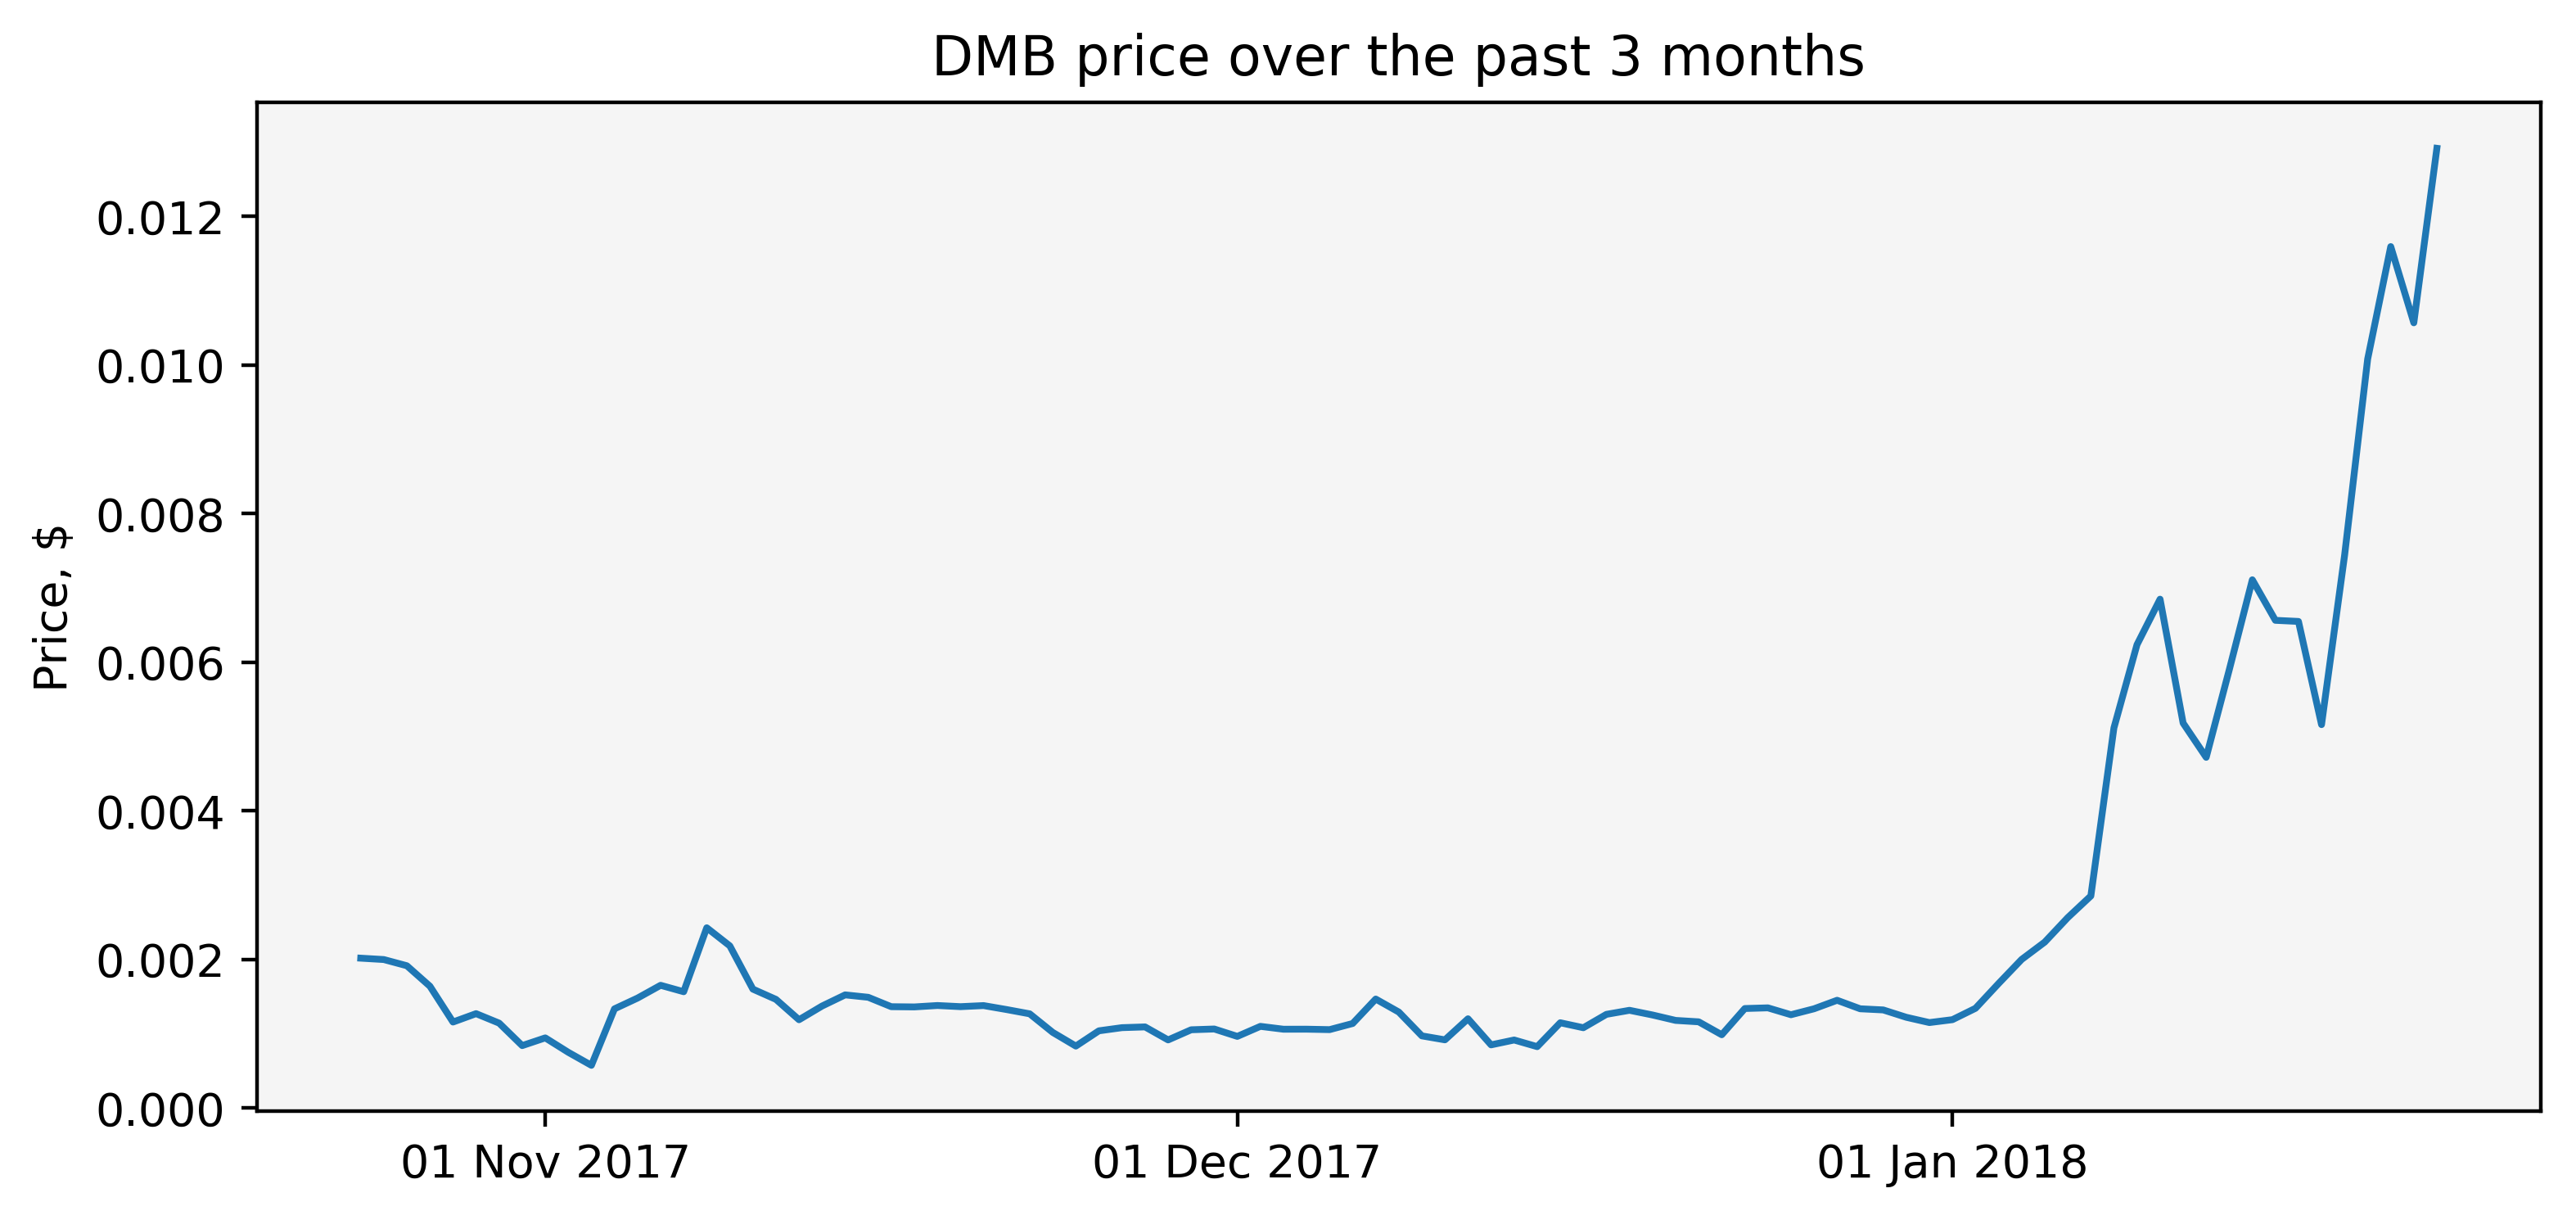 DMB price over the past 3 months
Price, $
0.012
0.010
0.008
0.006
0.004
0.002
0.000
01 Nov 2017
01 Dec 2017
01 Jan 2018